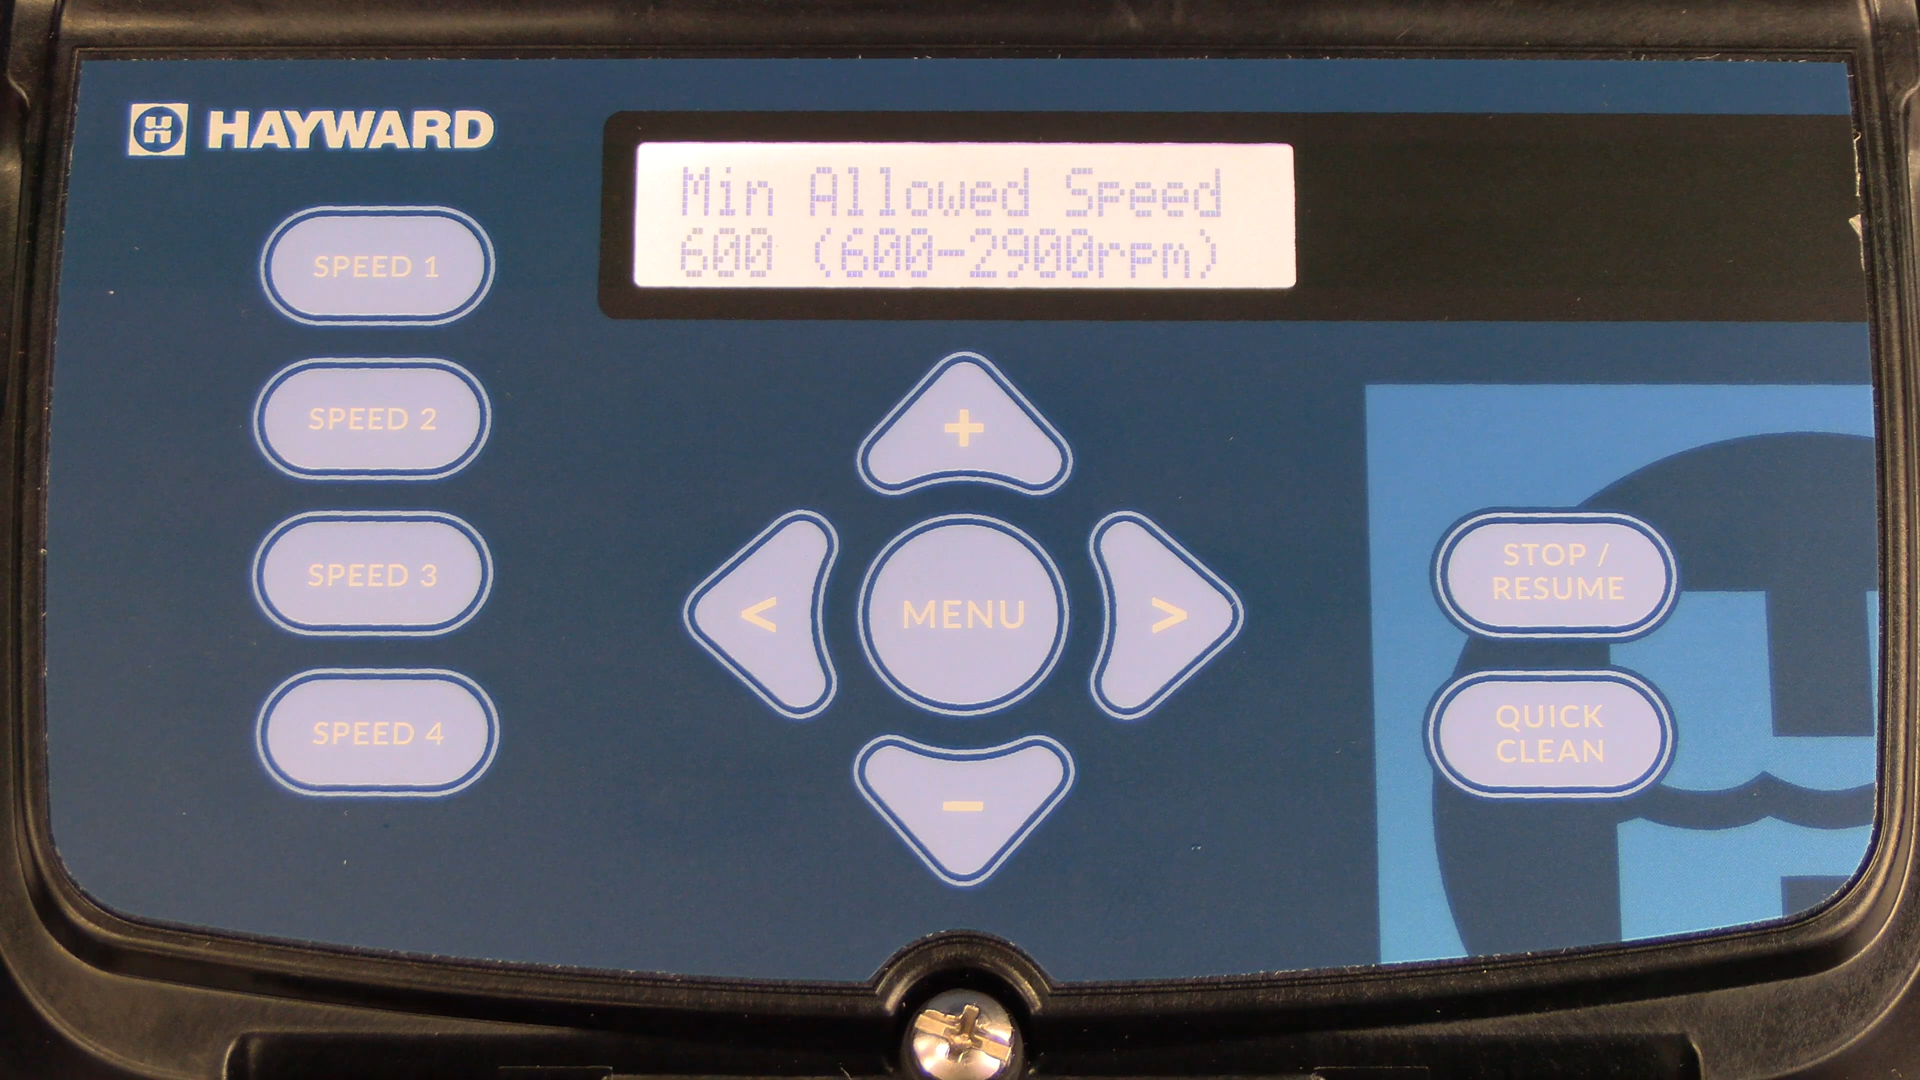 HAYWARD
Min Allowed Speed
600 (600-2900rpm)
SPEED 1
SPEED 2
SPEED 3
SPEED 4
+
<
MENU
>
−
STOP /
RESUME
QUICK
CLEAN